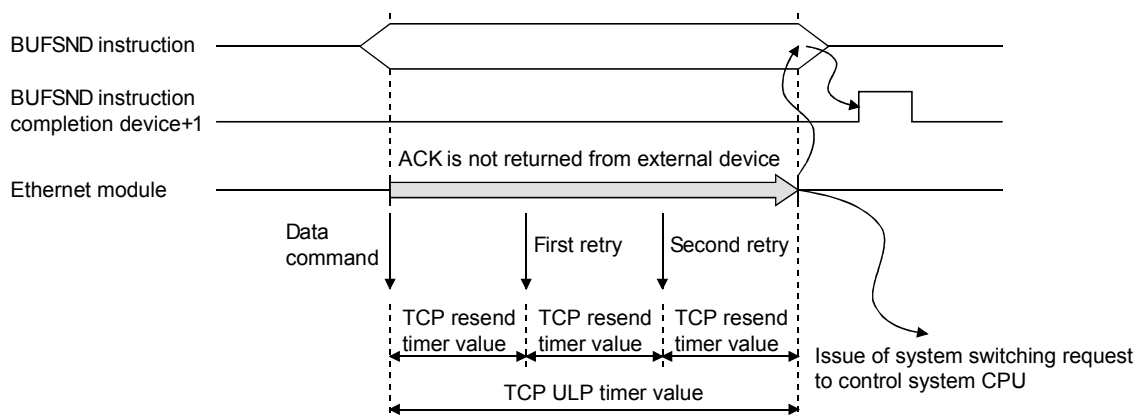 BUFSND instruction
BUFSND instruction
completion device+1
ACK is not returned from external device
Ethernet module
Data
command
First retry
Second retry
TCP resend
timer value
TCP resend
timer value
TCP resend
timer value
Issue of system switching request
to control system CPU
TCP ULP timer value